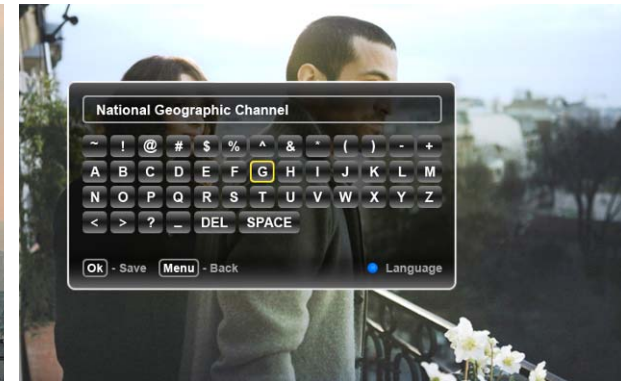 National Geographic Channel
~ ! @ # $ % ^ & * ( ) - +
A B C D E F G H I J K L M
N O P Q R S T U V W X Y Z
< > ? _ DEL SPACE
Ok - Save Menu - Back Language